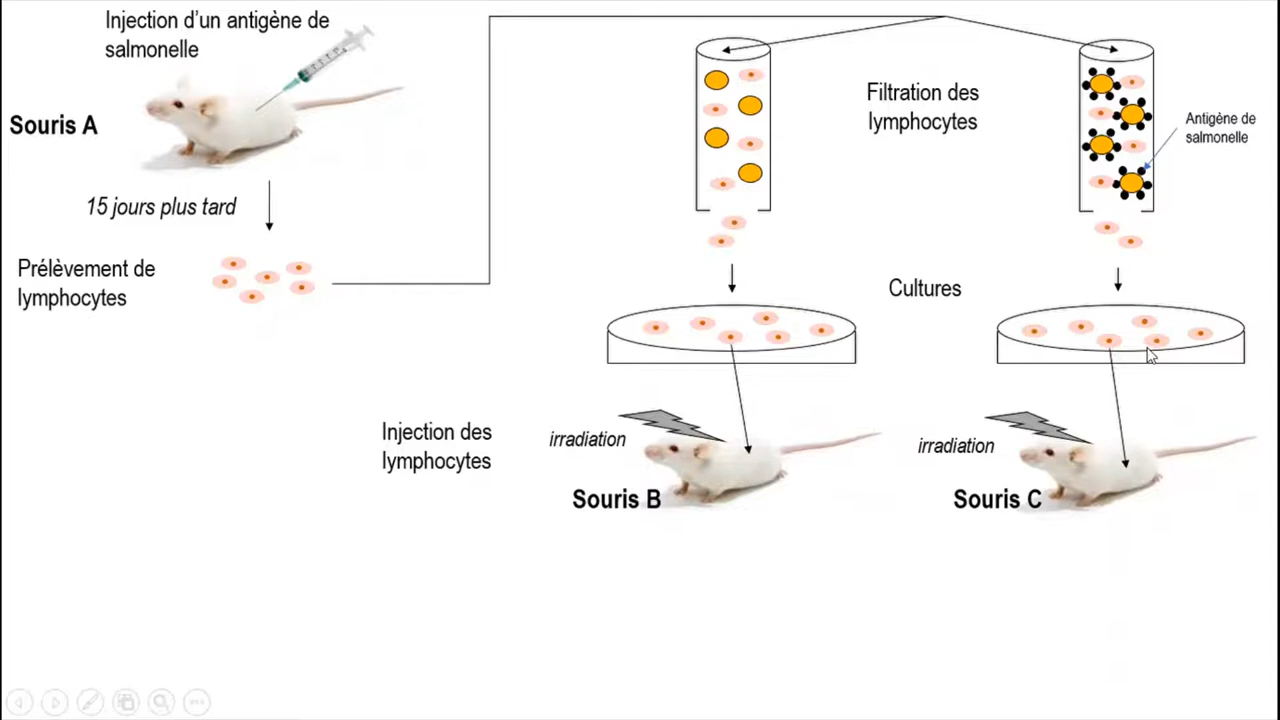 Injection d’un antigène de
salmonelle
Souris A
15 jours plus tard
Prélèvement de
lymphocytes
Filtration des
lymphocytes
Antigène de
salmonelle
Cultures
Injection des
lymphocytes
irradiation
Souris B
irradiation
Souris C